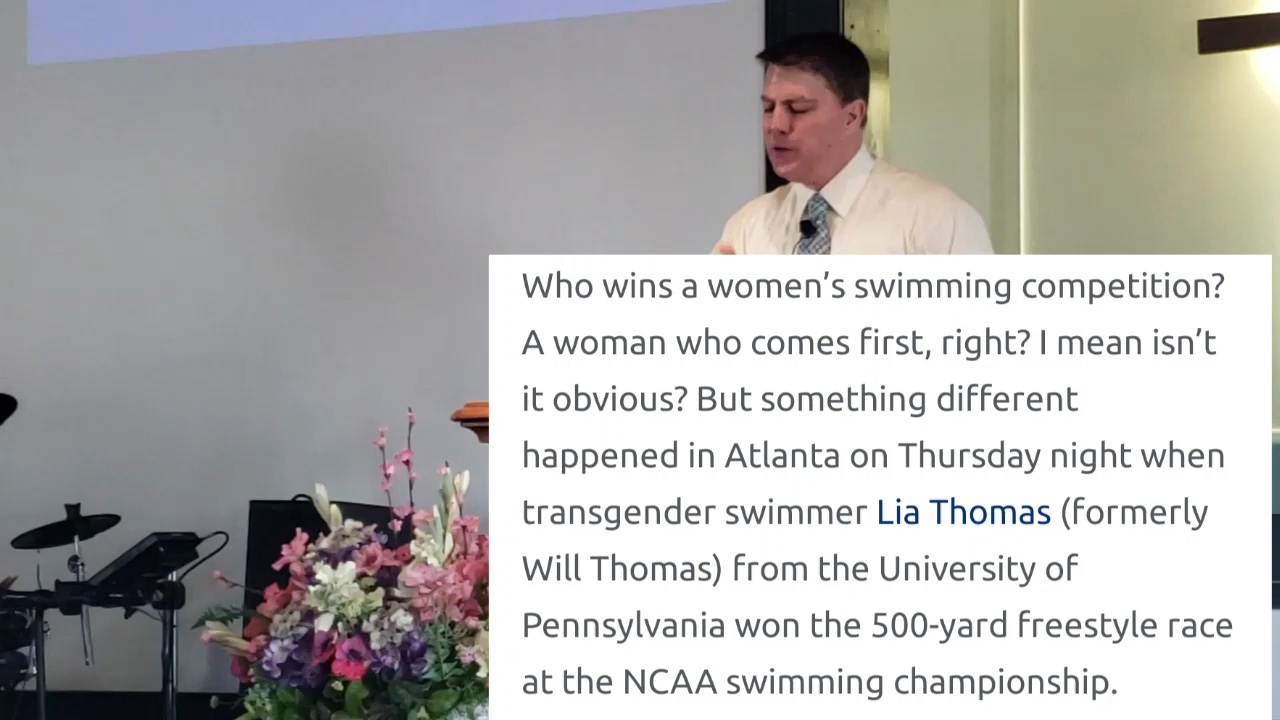 Who wins a women’s swimming competition?
A woman who comes first, right? I mean isn’t
it obvious? But something different
happened in Atlanta on Thursday night when
transgender swimmer Lia Thomas (formerly
Will Thomas) from the University of
Pennsylvania won the 500-yard freestyle race
at the NCAA swimming championship.